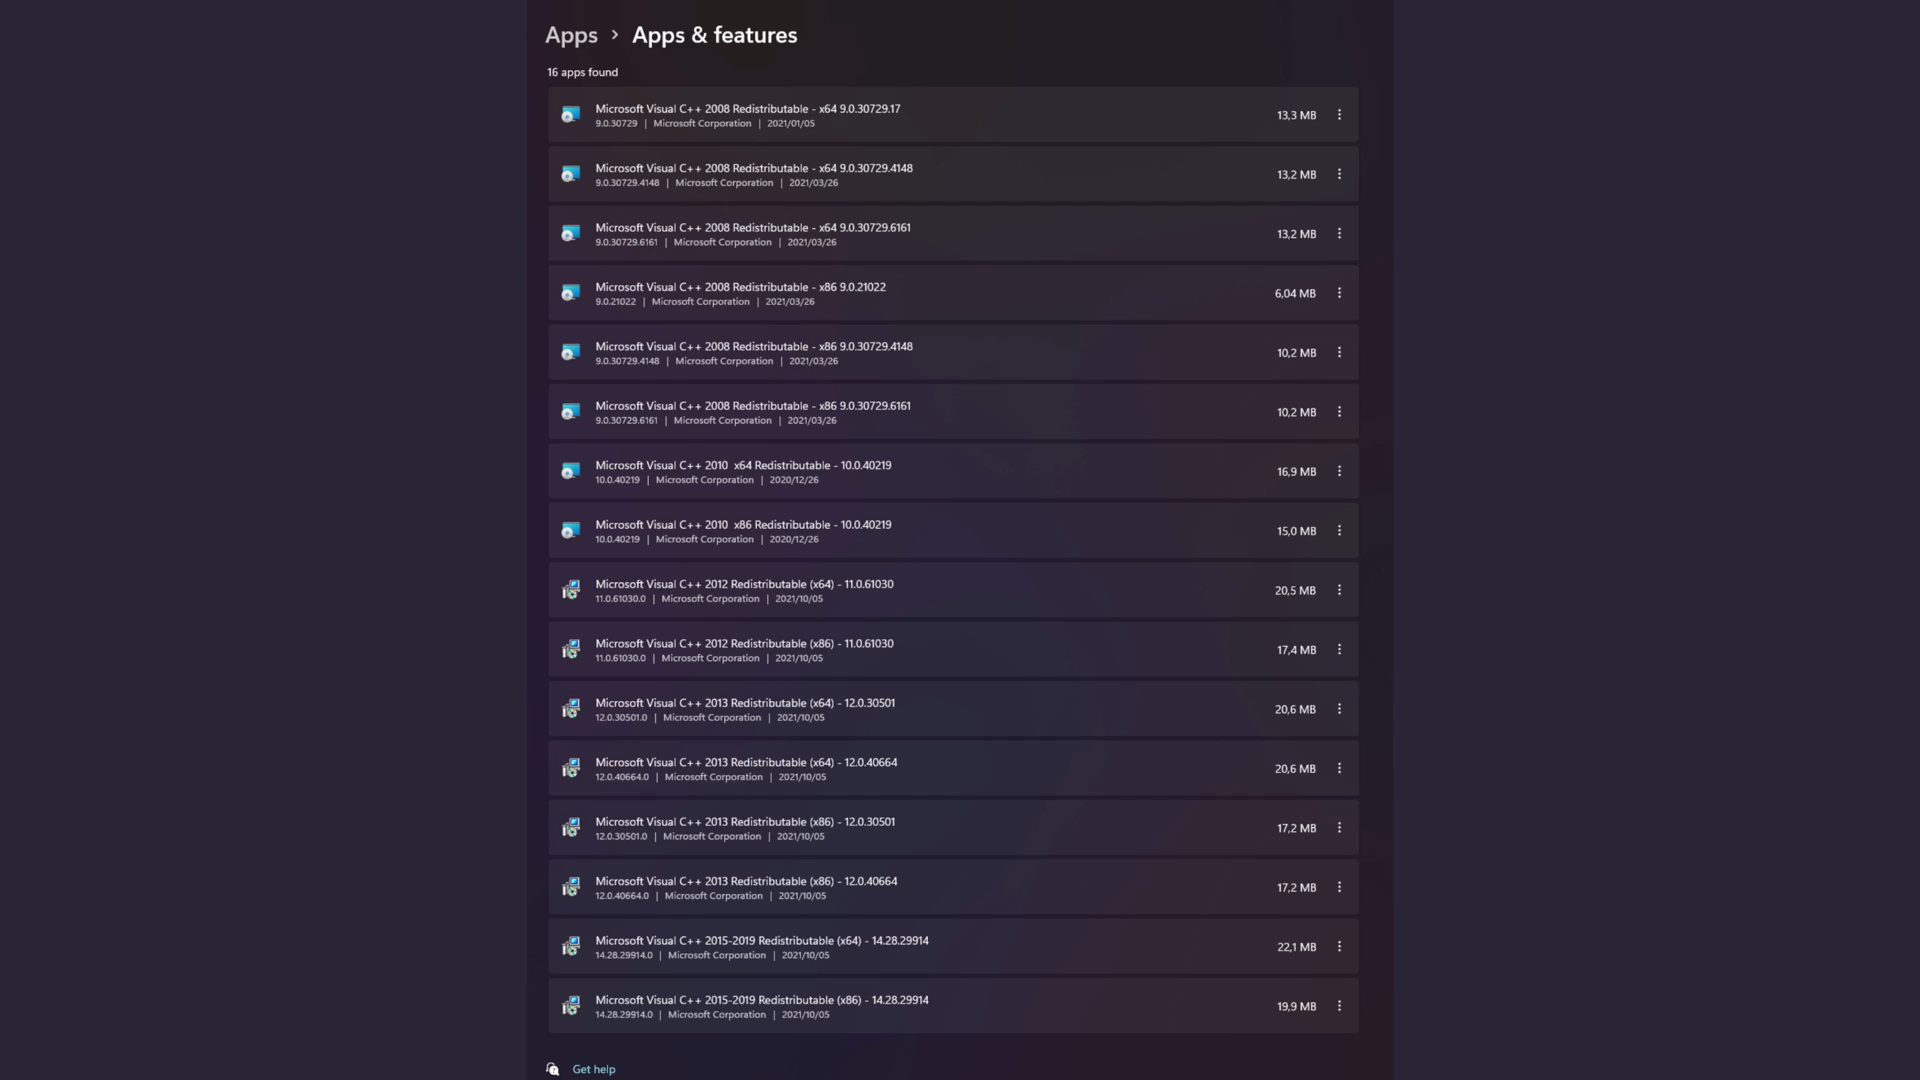 Apps > Apps & features
16 apps found
Microsoft Visual C++ 2008 Redistributable - x64 9.0.30729.17
13,3 MB
9.0.30729 | Microsoft Corporation | 2021/01/05
Microsoft Visual C++ 2008 Redistributable - x64 9.0.30729.4148
13,2 MB
9.0.30729.4148 | Microsoft Corporation | 2021/03/26
Microsoft Visual C++ 2008 Redistributable - x64 9.0.30729.6161
13,2 MB
9.0.30729.6161 | Microsoft Corporation | 2021/03/26
Microsoft Visual C++ 2008 Redistributable - x86 9.0.21022
6,04 MB
9.0.21022 | Microsoft Corporation | 2021/03/26
Microsoft Visual C++ 2008 Redistributable - x86 9.0.30729.4148
10,2 MB
9.0.30729.4148 | Microsoft Corporation | 2021/03/26
Microsoft Visual C++ 2008 Redistributable - x86 9.0.30729.6161
10,2 MB
9.0.30729.6161 | Microsoft Corporation | 2021/03/26
Microsoft Visual C++ 2010  x64 Redistributable - 10.0.40219
16,9 MB
10.0.40219 | Microsoft Corporation | 2020/12/26
Microsoft Visual C++ 2010  x86 Redistributable - 10.0.40219
15,0 MB
10.0.40219 | Microsoft Corporation | 2020/12/26
Microsoft Visual C++ 2012 Redistributable (x64) - 11.0.61030
20,5 MB
11.0.61030.0 | Microsoft Corporation | 2021/10/05
Microsoft Visual C++ 2012 Redistributable (x86) - 11.0.61030
17,4 MB
11.0.61030.0 | Microsoft Corporation | 2021/10/05
Microsoft Visual C++ 2013 Redistributable (x64) - 12.0.30501
20,6 MB
12.0.30501.0 | Microsoft Corporation | 2021/10/05
Microsoft Visual C++ 2013 Redistributable (x64) - 12.0.40664
20,6 MB
12.0.40664.0 | Microsoft Corporation | 2021/10/05
Microsoft Visual C++ 2013 Redistributable (x86) - 12.0.30501
17,2 MB
12.0.30501.0 | Microsoft Corporation | 2021/10/05
Microsoft Visual C++ 2013 Redistributable (x86) - 12.0.40664
17,2 MB
12.0.40664.0 | Microsoft Corporation | 2021/10/05
Microsoft Visual C++ 2015-2019 Redistributable (x64) - 14.28.29914
22,1 MB
14.28.29914.0 | Microsoft Corporation | 2021/10/05
Microsoft Visual C++ 2015-2019 Redistributable (x86) - 14.28.29914
19,9 MB
14.28.29914.0 | Microsoft Corporation | 2021/10/05
Get help